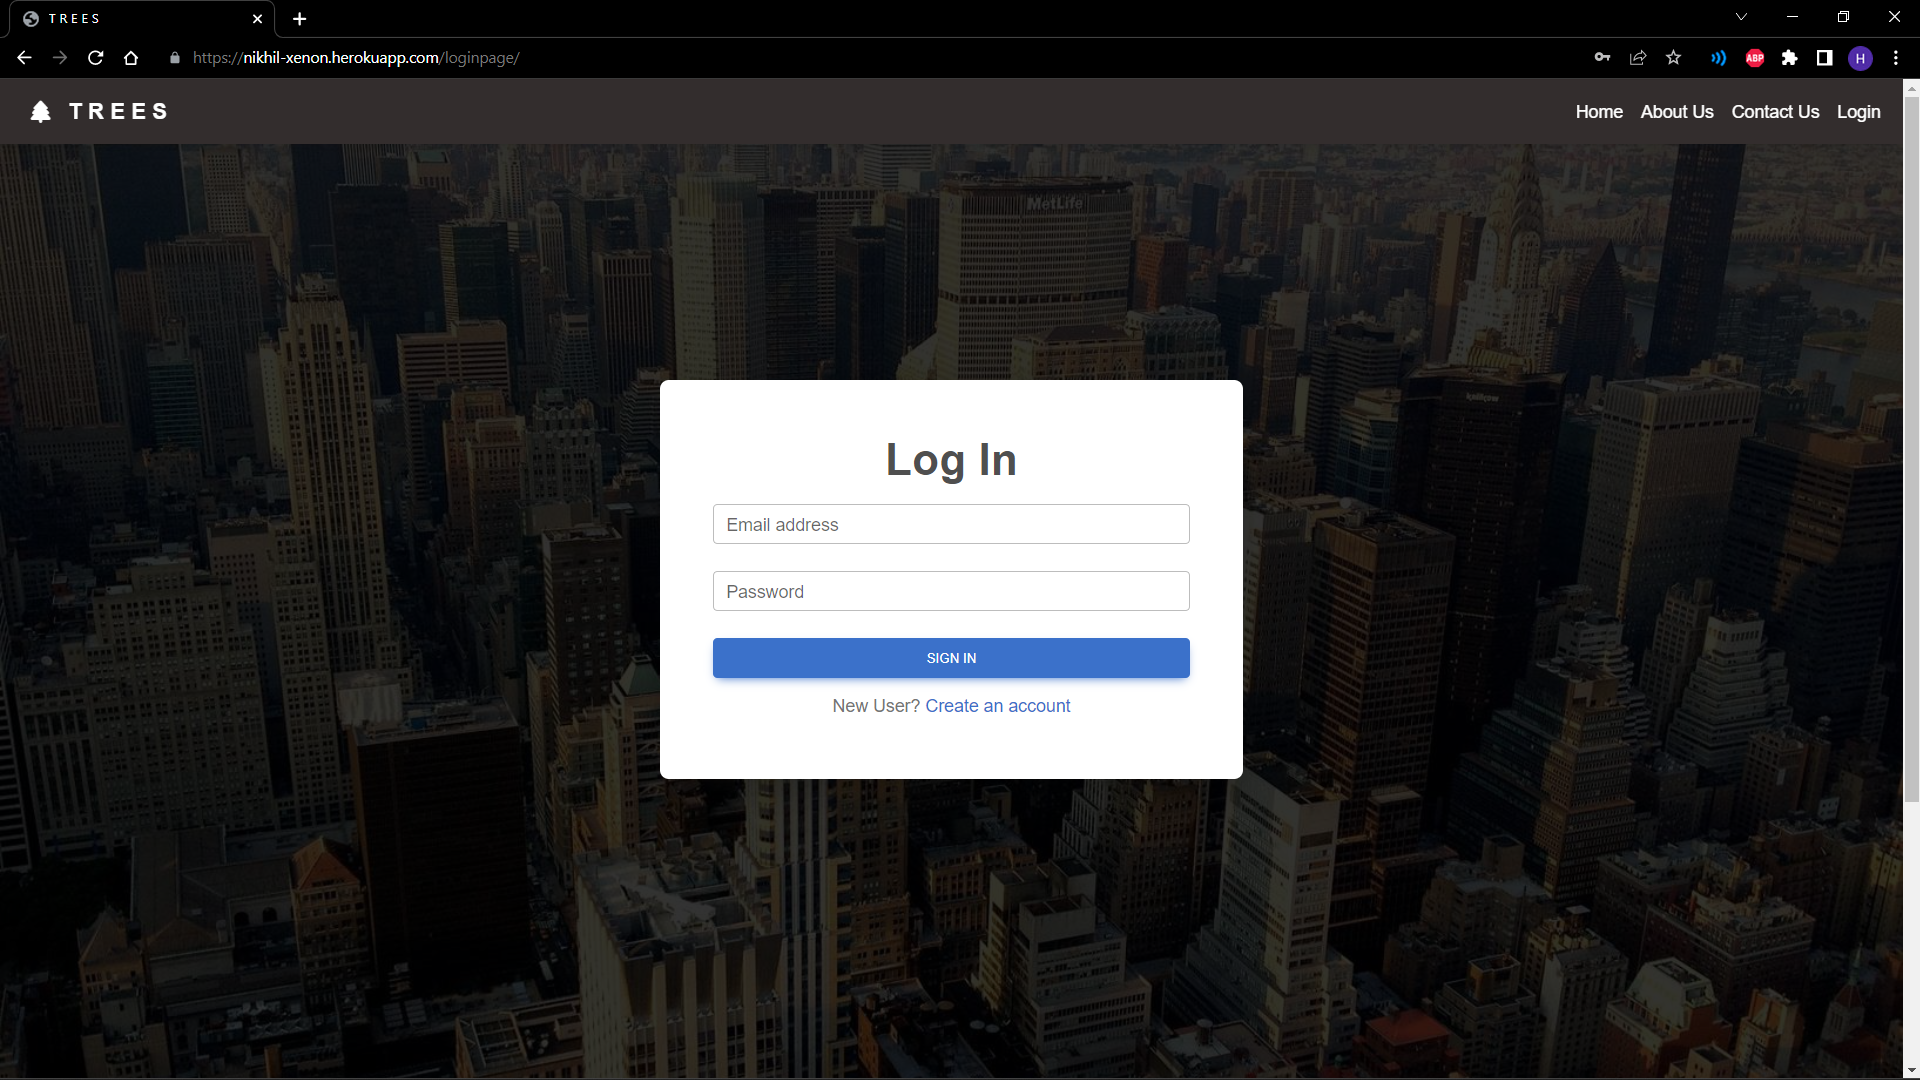 T R E E S
https://nikhil-xenon.herokuapp.com/loginpage/
ABP
H
TREES
Home About Us Contact Us Login
MetLife
Log In
Email address
Password
SIGN IN
New User? Create an account